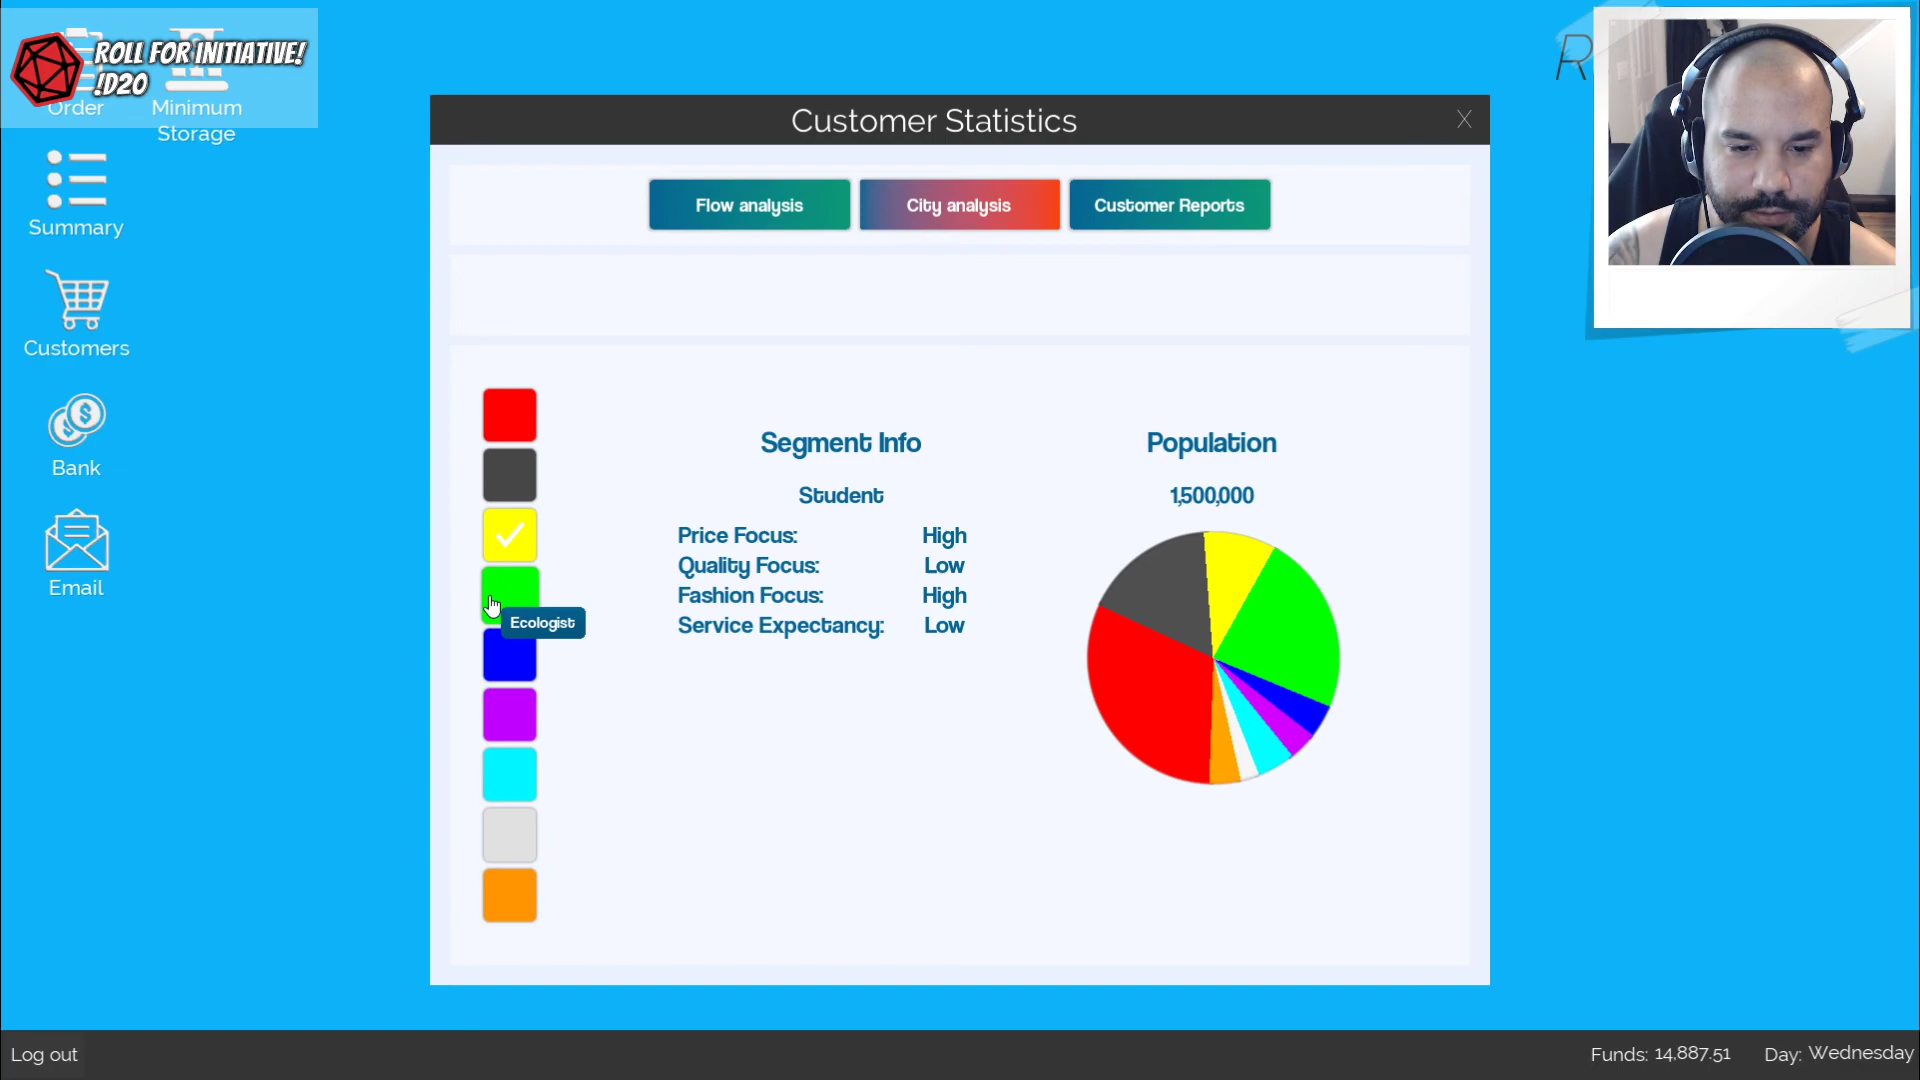 ROLL FOR INITIATIVE!
!D20
Order
Minimum
Storage
Summary
Customers
Bank
Email
R
Customer Statistics
X
Flow analysis
City analysis
Customer Reports
Ecologist
Segment Info
Student
Price Focus: High
Quality Focus: Low
Fashion Focus: High
Service Expectancy: Low
Population
1,500,000
Log out
Funds: 14,887.51
Day: Wednesday